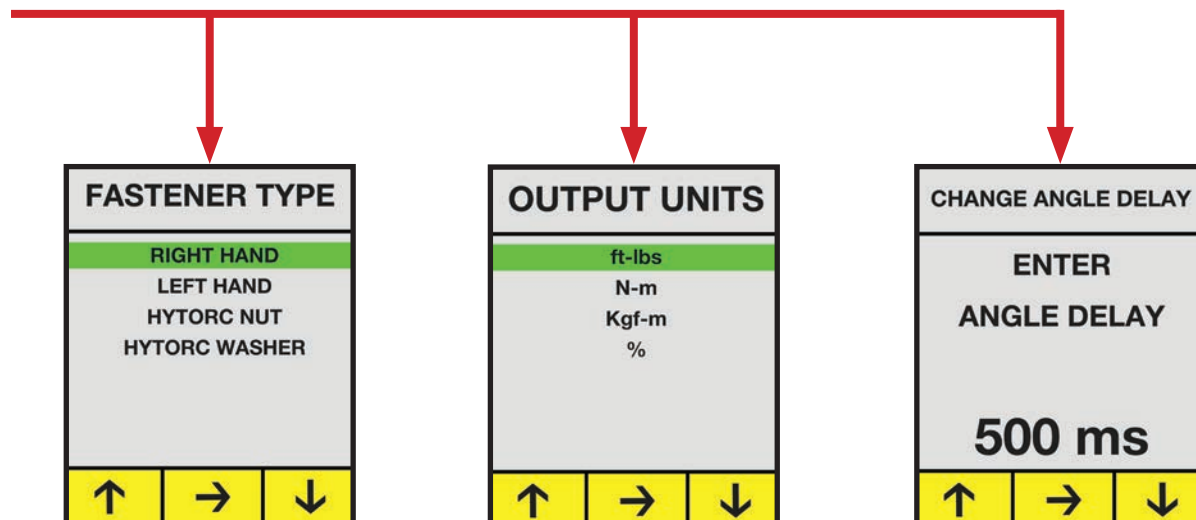 FASTENER TYPE
RIGHT HAND
LEFT HAND
HYTORC NUT
HYTORC WASHER
↑ → ↓
OUTPUT UNITS
ft-lbs
N-m
Kgf-m
%
↑ → ↓
CHANGE ANGLE DELAY
ENTER
ANGLE DELAY
500 ms
↑ → ↓